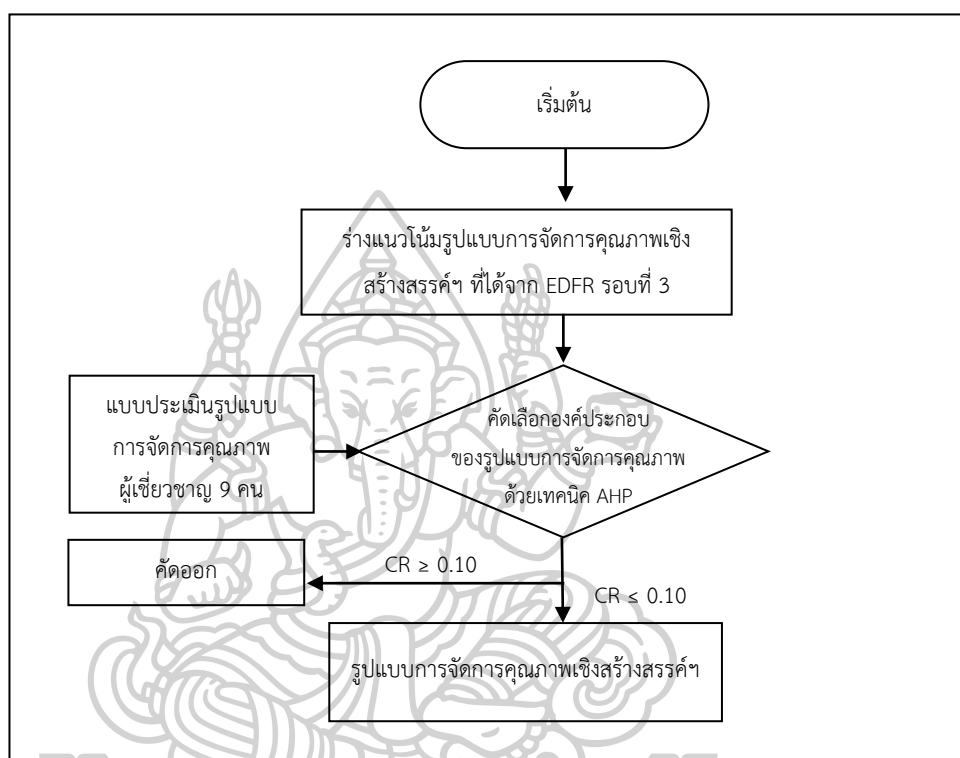 เริ่มต้น
ร่างแนวโน้มรูปแบบการจัดการคุณภาพเชิง
สร้างสรรค์ฯ ที่ได้จาก EDFR รอบที่ 3
แบบประเมินรูปแบบ
การจัดการคุณภาพ
ผู้เชี่ยวชาญ 9 คน
คัดเลือกองค์ประกอบ
ของรูปแบบการจัดการคุณภาพ
ด้วยเทคนิค AHP
คัดออก
CR ≥ 0.10
CR ≤ 0.10
รูปแบบการจัดการคุณภาพเชิงสร้างสรรค์ฯ